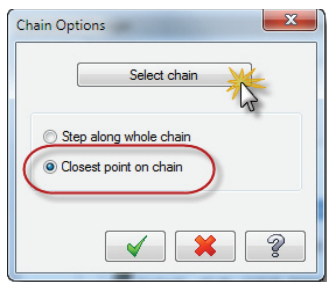 Chain Options
Select chain
Step along whole chain
Closest point on chain